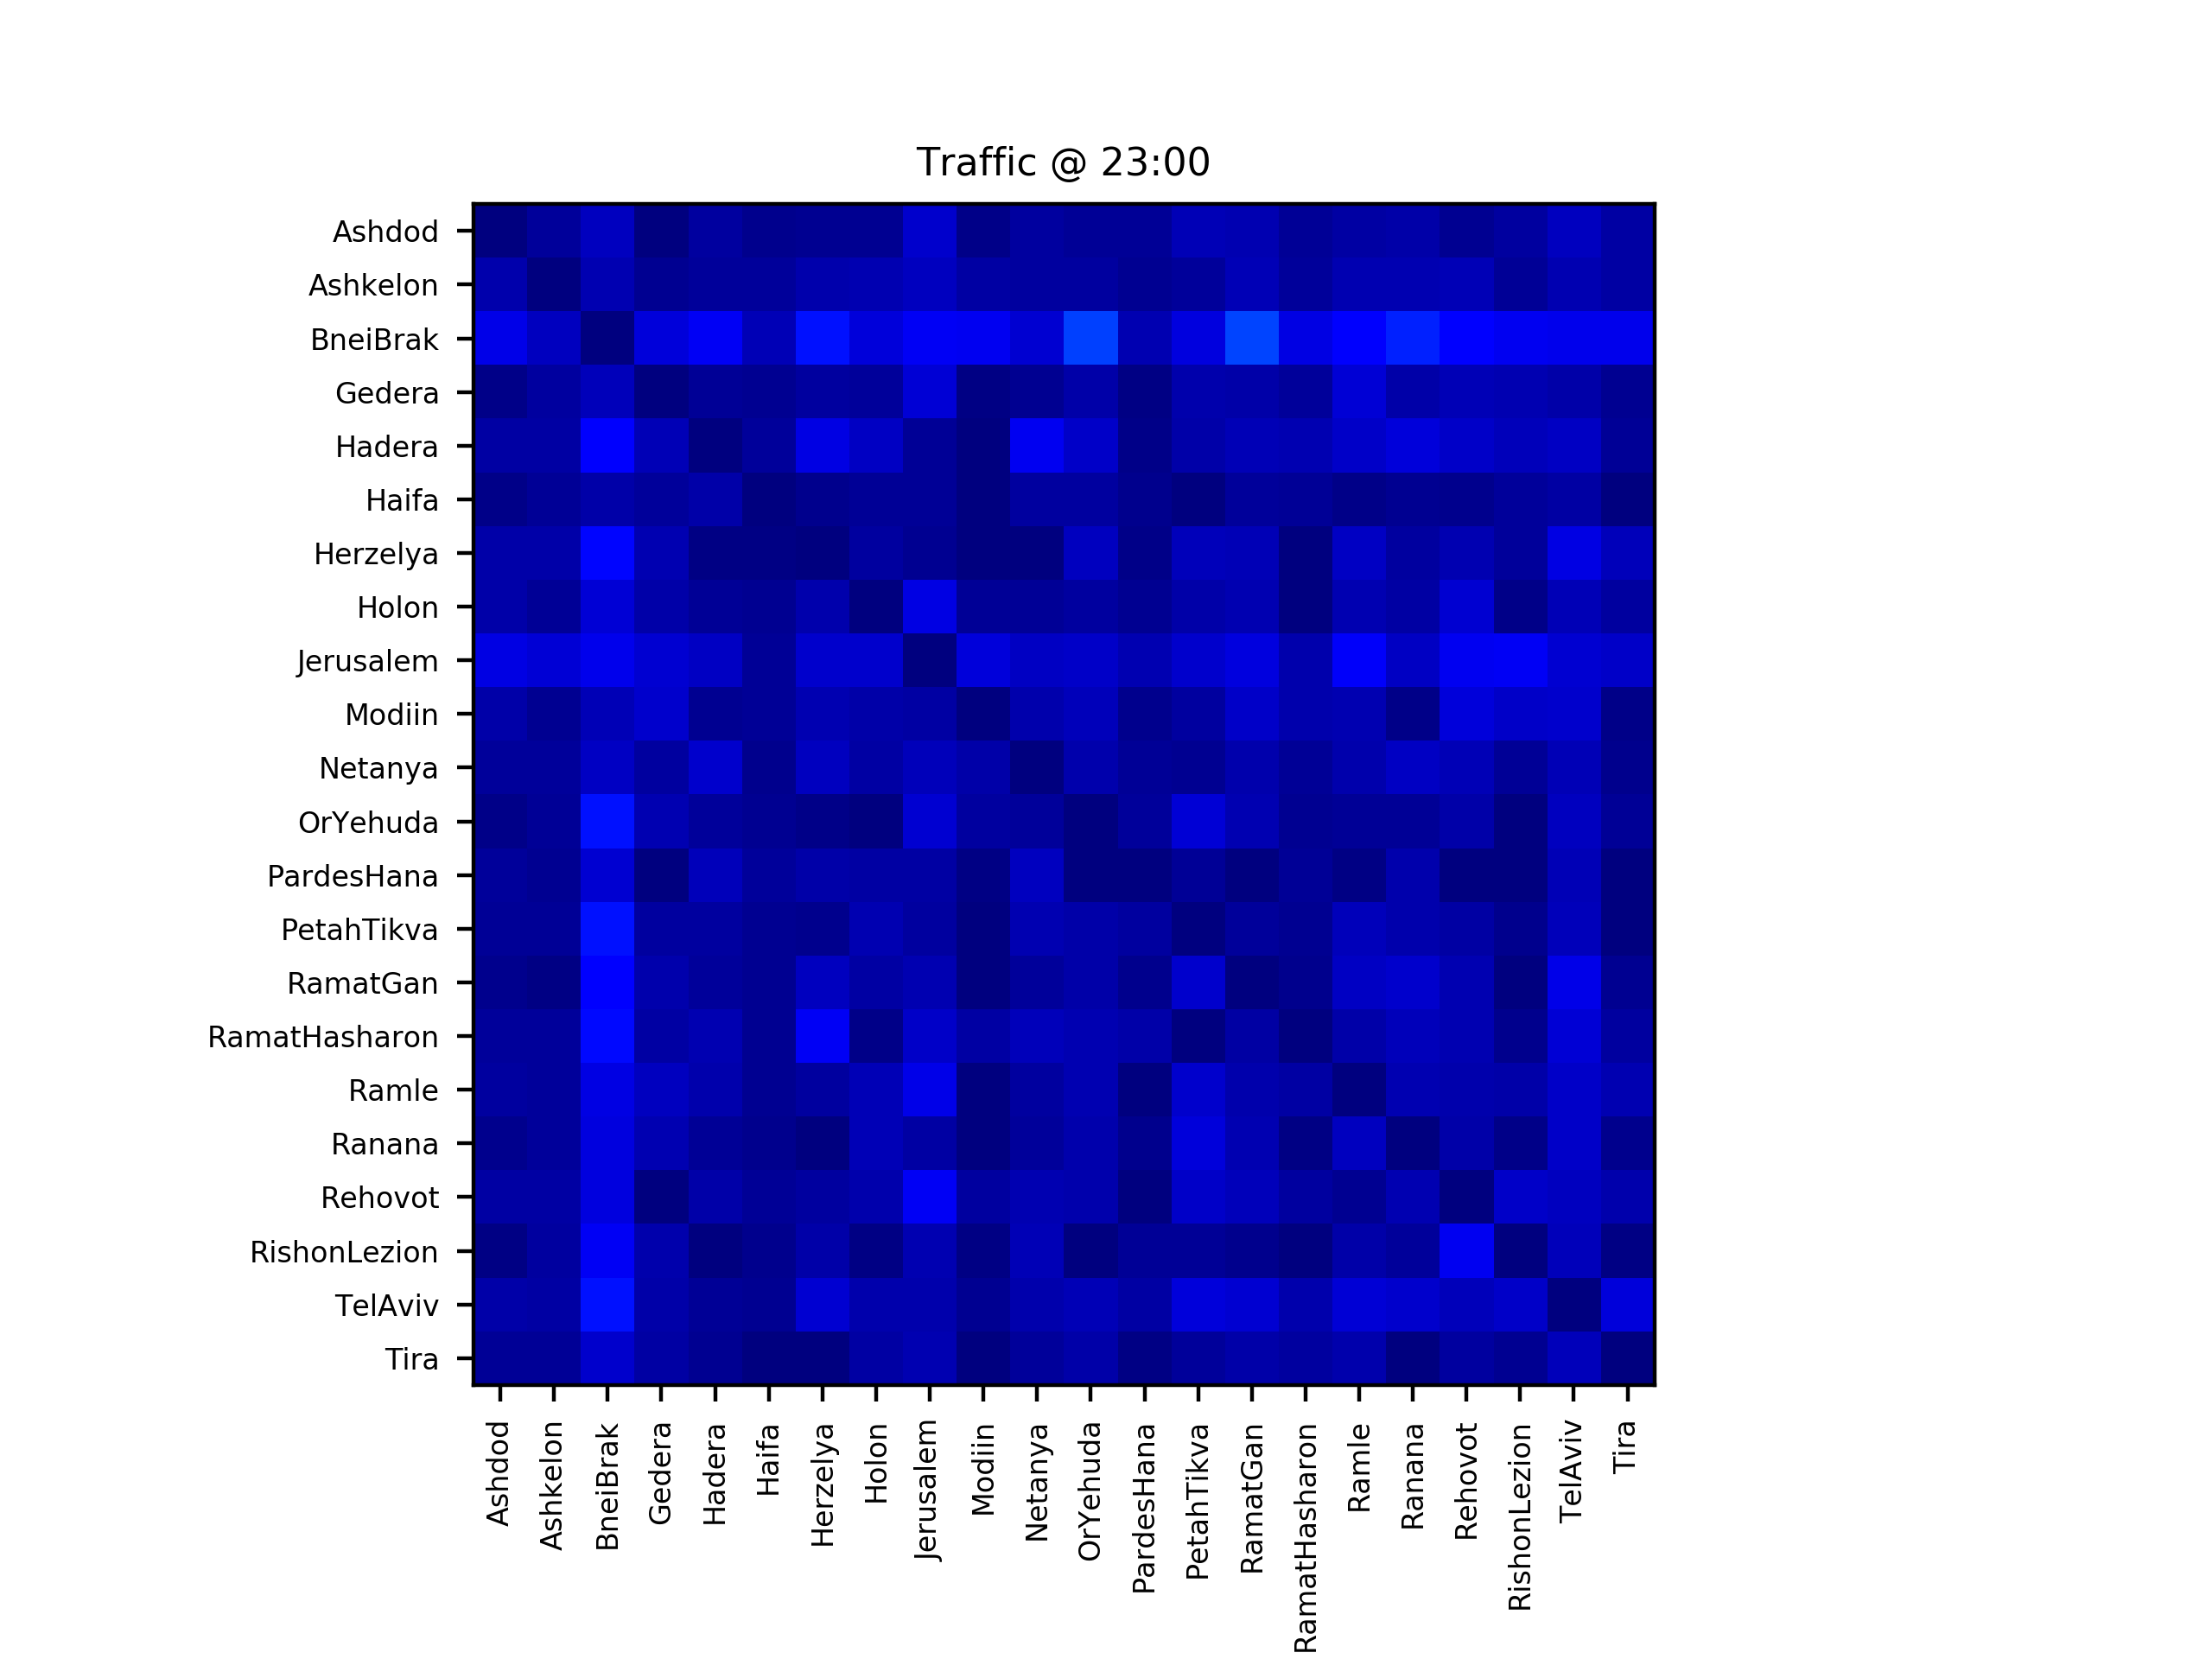 Traffic @ 23:00
Ashdod
Ashkelon
BneiBrak
Gedera
Hadera
Haifa
Herzelya
Holon
Jerusalem
Modiin
Netanya
OrYehuda
PardesHana
PetahTikva
RamatGan
RamatHasharon
Ramle
Ranana
Rehovot
RishonLezion
TelAviv
Tira
Ashdod
Ashkelon
BneiBrak
Gedera
Hadera
Haifa
Herzelya
Holon
Jerusalem
Modiin
Netanya
OrYehuda
PardesHana
PetahTikva
RamatGan
RamatHasharon
Ramle
Ranana
Rehovot
RishonLezion
TelAviv
Tira